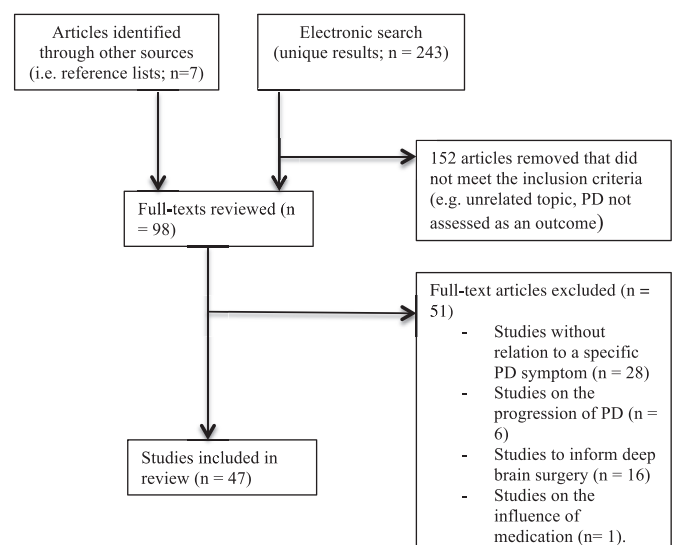 Articles identified
through other sources
(i.e. reference lists; n=7)
Electronic search
(unique results; n = 243)
152 articles removed that did
not meet the inclusion criteria
(e.g. unrelated topic, PD not
assessed as an outcome)
Full-texts reviewed (n
= 98)
Full-text articles excluded (n =
51)
- Studies without
relation to a specific
PD symptom (n = 28)
- Studies on the
progression of PD (n =
6)
- Studies to inform deep
brain surgery (n = 16)
- Studies on the
influence of
medication (n= 1).
Studies included in
review (n = 47)